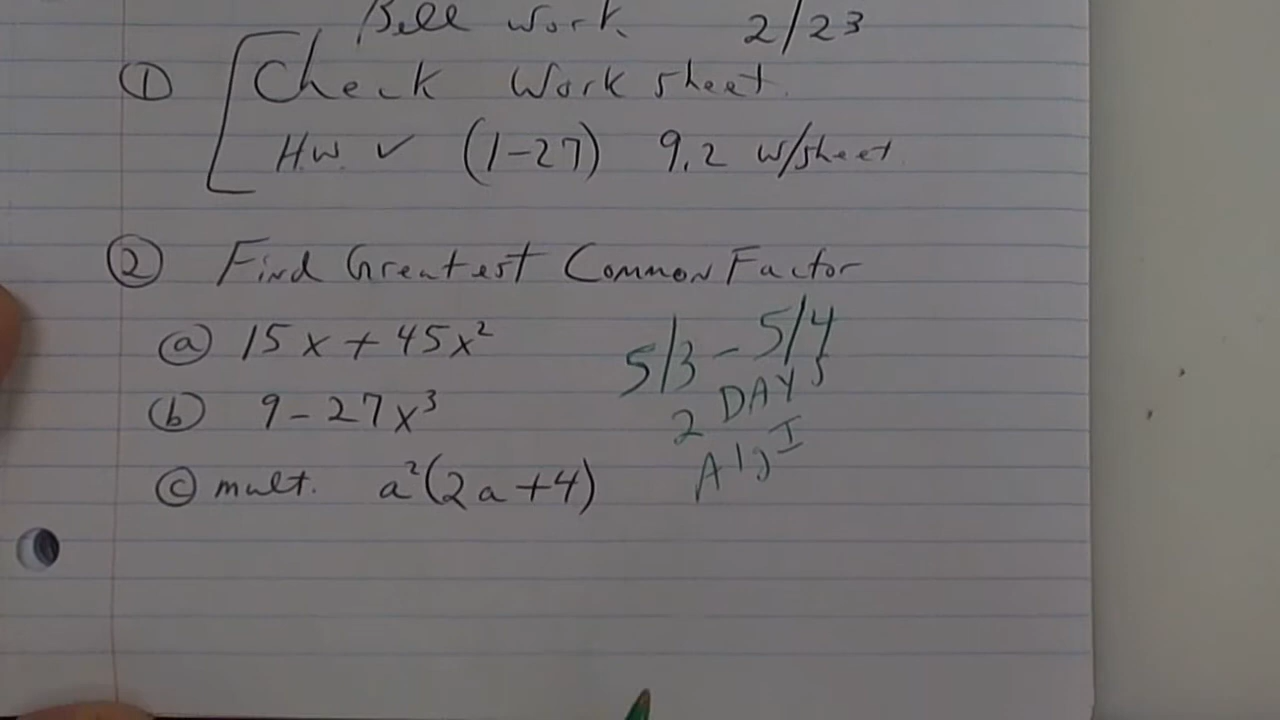 Bell Work 2/23
① Check Work sheet.
H.W. ✓ (1-27) 9.2 w/sheet
② Find Greatest Common Factor
ⓐ 15x + 45x²
ⓑ 9 - 27x³
ⓒ mult. a²(2a + 4)
5/3 - 5/4
2 DAYS
Alg I